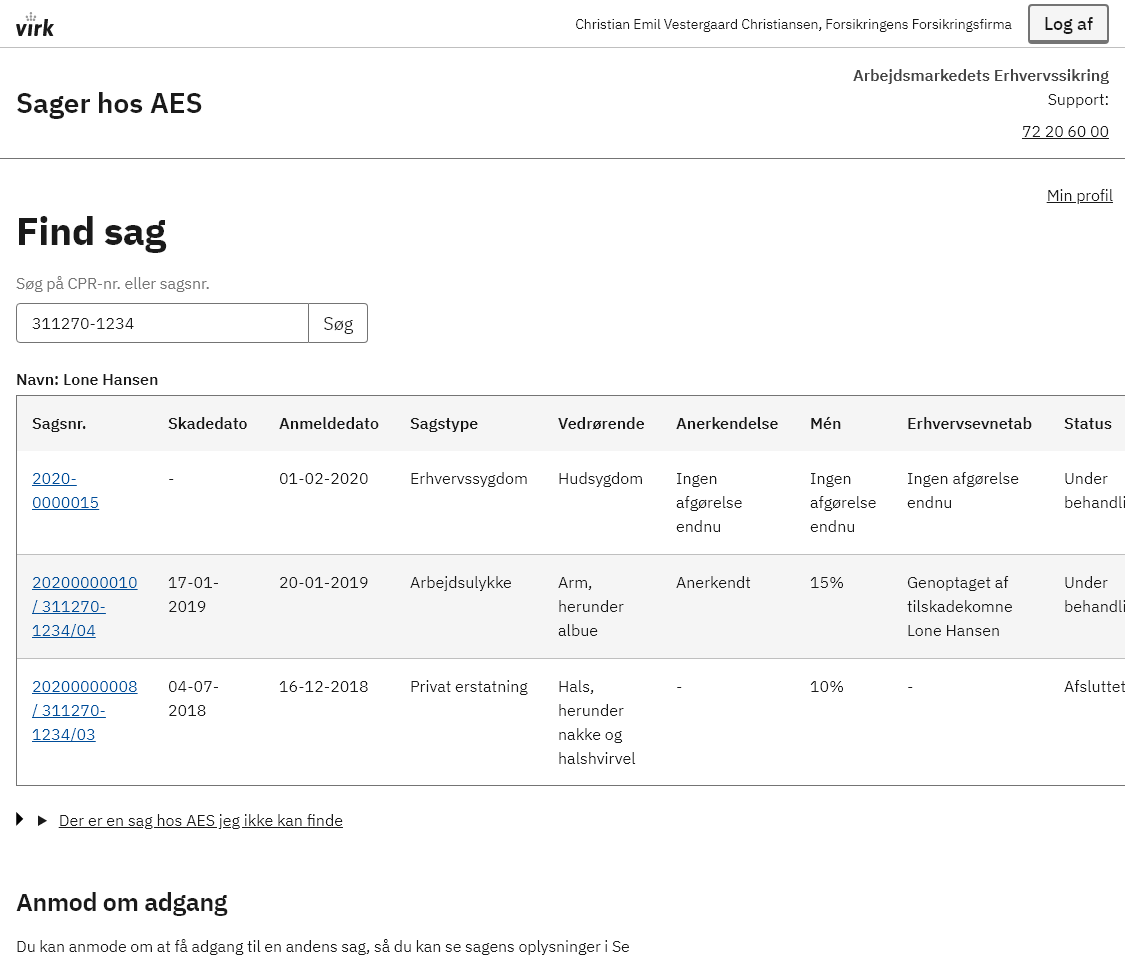 virk
Christian Emil Vestergaard Christiansen, Forsikringens Forsikringsfirma
Log af
Sager hos AES
Arbejdsmarkedets Erhvervssikring
Support:
72 20 60 00
Min profil
Find sag
Søg på CPR-nr. eller sagsnr.
311270-1234
Søg
Navn: Lone Hansen
Sagsnr. Skadedato Anmeldedato Sagstype Vedrørende Anerkendelse Mén Erhvervsevnetab Status
2020- - 01-02-2020 Erhvervssygdom Hudsygdom Ingen Ingen Ingen afgørelse Under
0000015 afgørelse afgørelse endnu behandli
endnu endnu
20200000010 17-01- 20-01-2019 Arbejdsulykke Arm, Anerkendt 15% Genoptaget af Under
/ 311270- 2019 herunder tilskadekomne behandli
1234/04 albue Lone Hansen
20200000008 04-07- 16-12-2018 Privat erstatning Hals, - 10% - Afsluttet
/ 311270- 2018 herunder
1234/03 nakke og
halshvirvel
Der er en sag hos AES jeg ikke kan finde
Anmod om adgang
Du kan anmode om at få adgang til en andens sag, så du kan se sagens oplysninger i Se